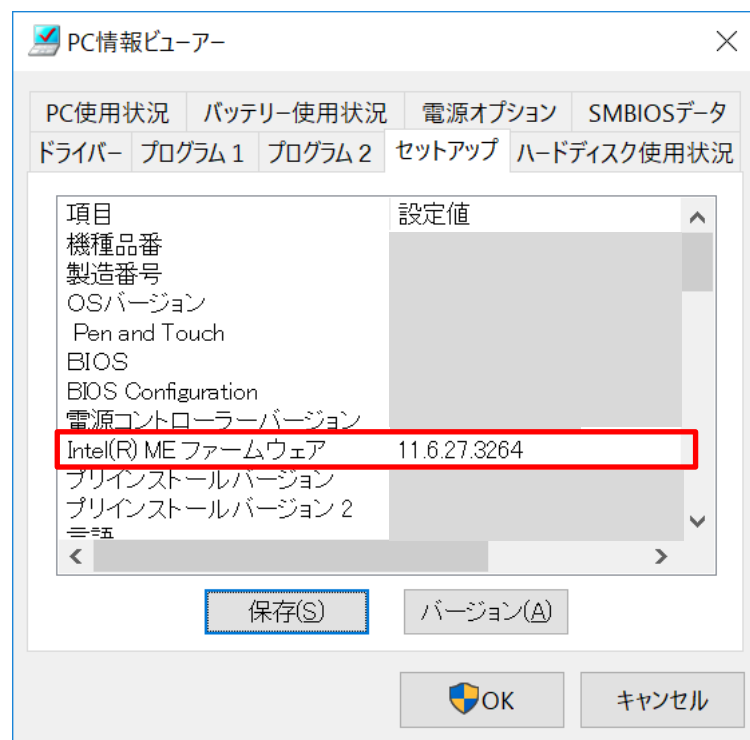 PC情報ビューアー
PC使用状況 バッテリー使用状況 電源オプション SMBIOSデータ
ドライバー プログラム 1 プログラム 2 セットアップ ハードディスク使用状況
項目 設定値
機種品番
製造番号
OSバージョン
Pen and Touch
BIOS
BIOS Configuration
電源コントローラーバージョン
Intel(R) ME ファームウェア 11.6.27.3264
プリインストールバージョン
プリインストールバージョン 2
言語
保存(S) バージョン(A)
OK キャンセル